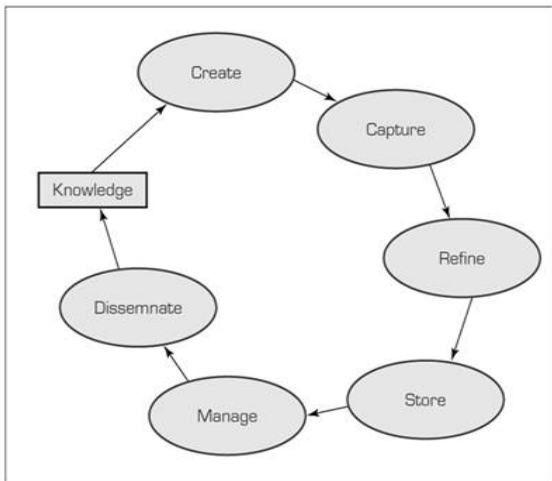 Create
Capture
Refine
Store
Manage
Dissemnate
Knowledge